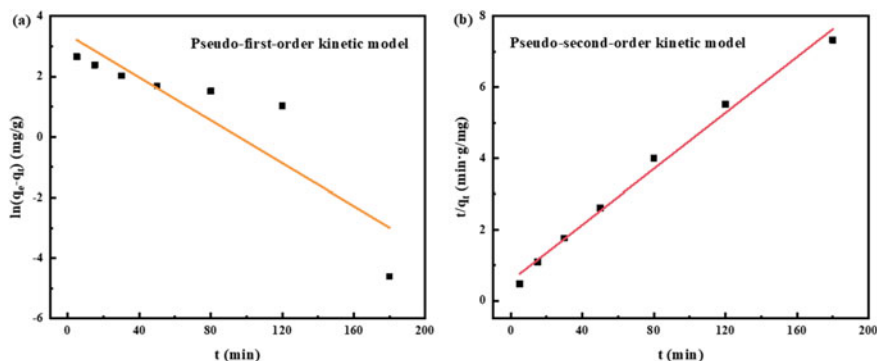 (a)
Pseudo-first-order kinetic model
4
2
0
-2
-4
-6
ln(qₑ-qₜ) (mg/g)
0
40
80
120
160
200
t (min)
(b)
Pseudo-second-order kinetic model
8
6
4
2
0
t/qₜ (min·g/mg)
0
40
80
120
160
200
t (min)